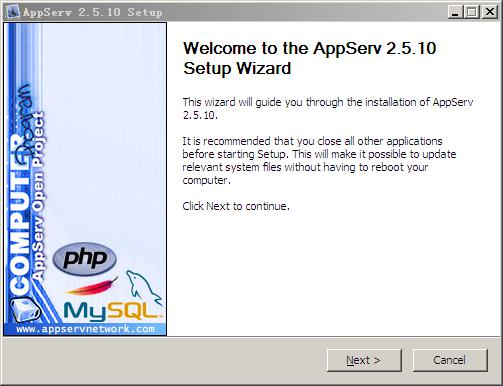 AppServ 2.5.10 Setup
Welcome to the AppServ 2.5.10
Setup Wizard
This wizard will guide you through the installation of AppServ
2.5.10.
It is recommended that you close all other applications
before starting Setup. This will make it possible to update
relevant system files without having to reboot your
computer.
Click Next to continue.
COMPUTER
Program
AppServ Open Project
php
MySQL
www.appservnetwork.com
Next >
Cancel